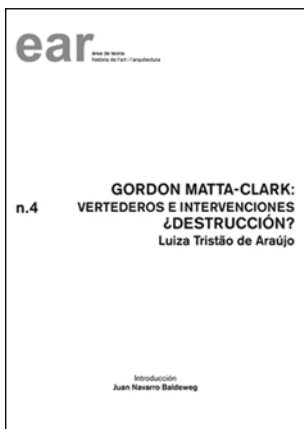 ear
área de teoria
història de l'art i l'arquitectura
GORDON MATTA-CLARK:
n.4 VERTEDEROS E INTERVENCIONES
¿DESTRUCCIÓN?
Luiza Tristão de Araújo
Introducción
Juan Navarro Baldeweg